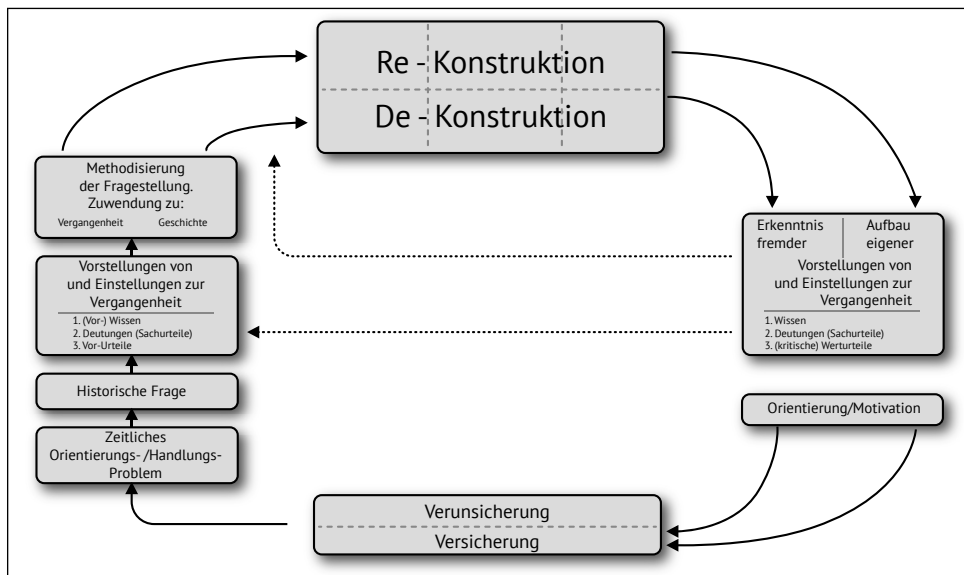 Re - Konstruktion
De - Konstruktion
Methodisierung
der Fragestellung.
Zuwendung zu:
Vergangenheit Geschichte
Vorstellungen von
und Einstellungen zur
Vergangenheit
1. (Vor-) Wissen
2. Deutungen (Sachurteile)
3. Vor-Urteile
Historische Frage
Zeitliches
Orientierungs- /Handlungs-
Problem
Erkenntnis
fremder
Aufbau
eigener
Vorstellungen von
und Einstellungen zur
Vergangenheit
1. Wissen
2. Deutungen (Sachurteile)
3. (kritische) Werturteile
Orientierung/Motivation
Verunsicherung
Versicherung